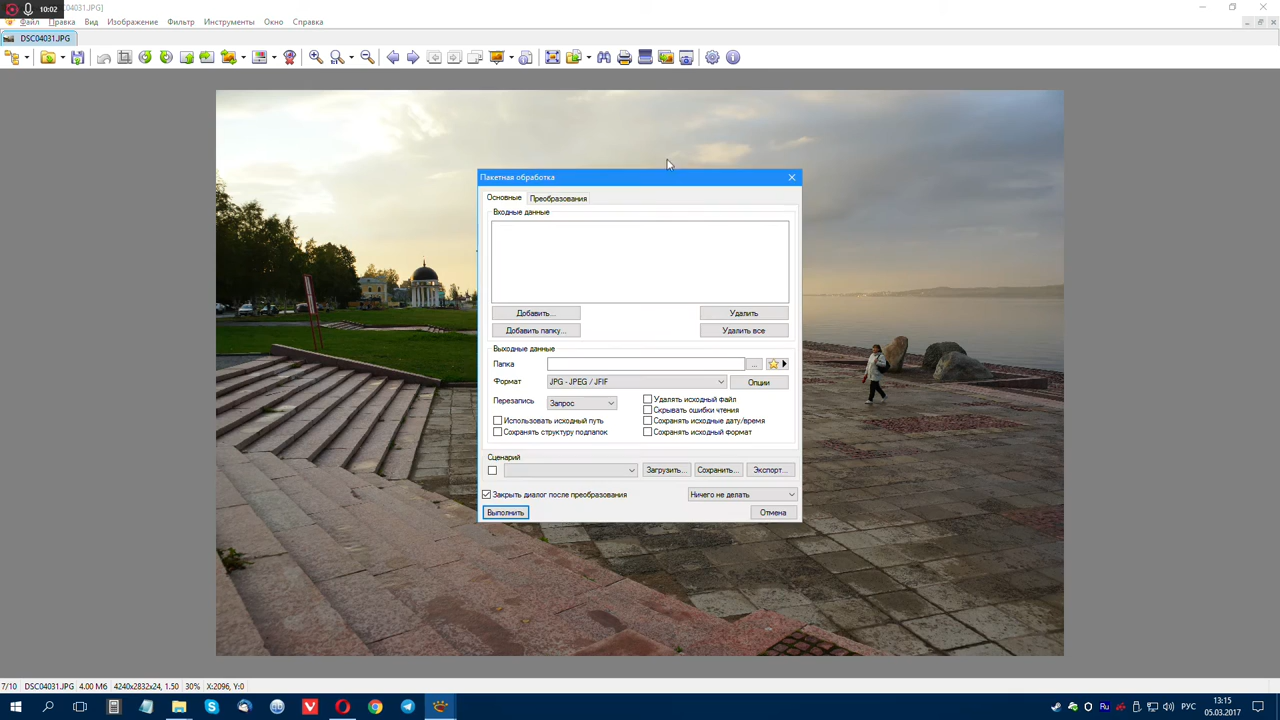 10:02
04031.JPG]
Файл Правка Вид Изображение Фильтр Инструменты Окно Справка
DSC04031.JPG
Пакетная обработка
Основные Преобразования
Входные данные
Добавить... Удалить
Добавить папку... Удалить все
Выходные данные
Папка ...
Формат JPG - JPEG / JFIF Опции
Перезапись Запрос
Удалять исходный файл
Скрывать ошибки чтения
Использовать исходный путь Сохранять исходные дату/время
Сохранять структуру подпапок Сохранять исходный формат
Сценарий
Загрузить... Сохранить... Экспорт...
Закрыть диалог после преобразования Ничего не делать
Выполнить Отмена
7/10 DSC04031.JPG 4.00 Мб 4240x2832x24, 1.50 30% X:2096, Y:0
Ru РУС 13:15
05.03.2017